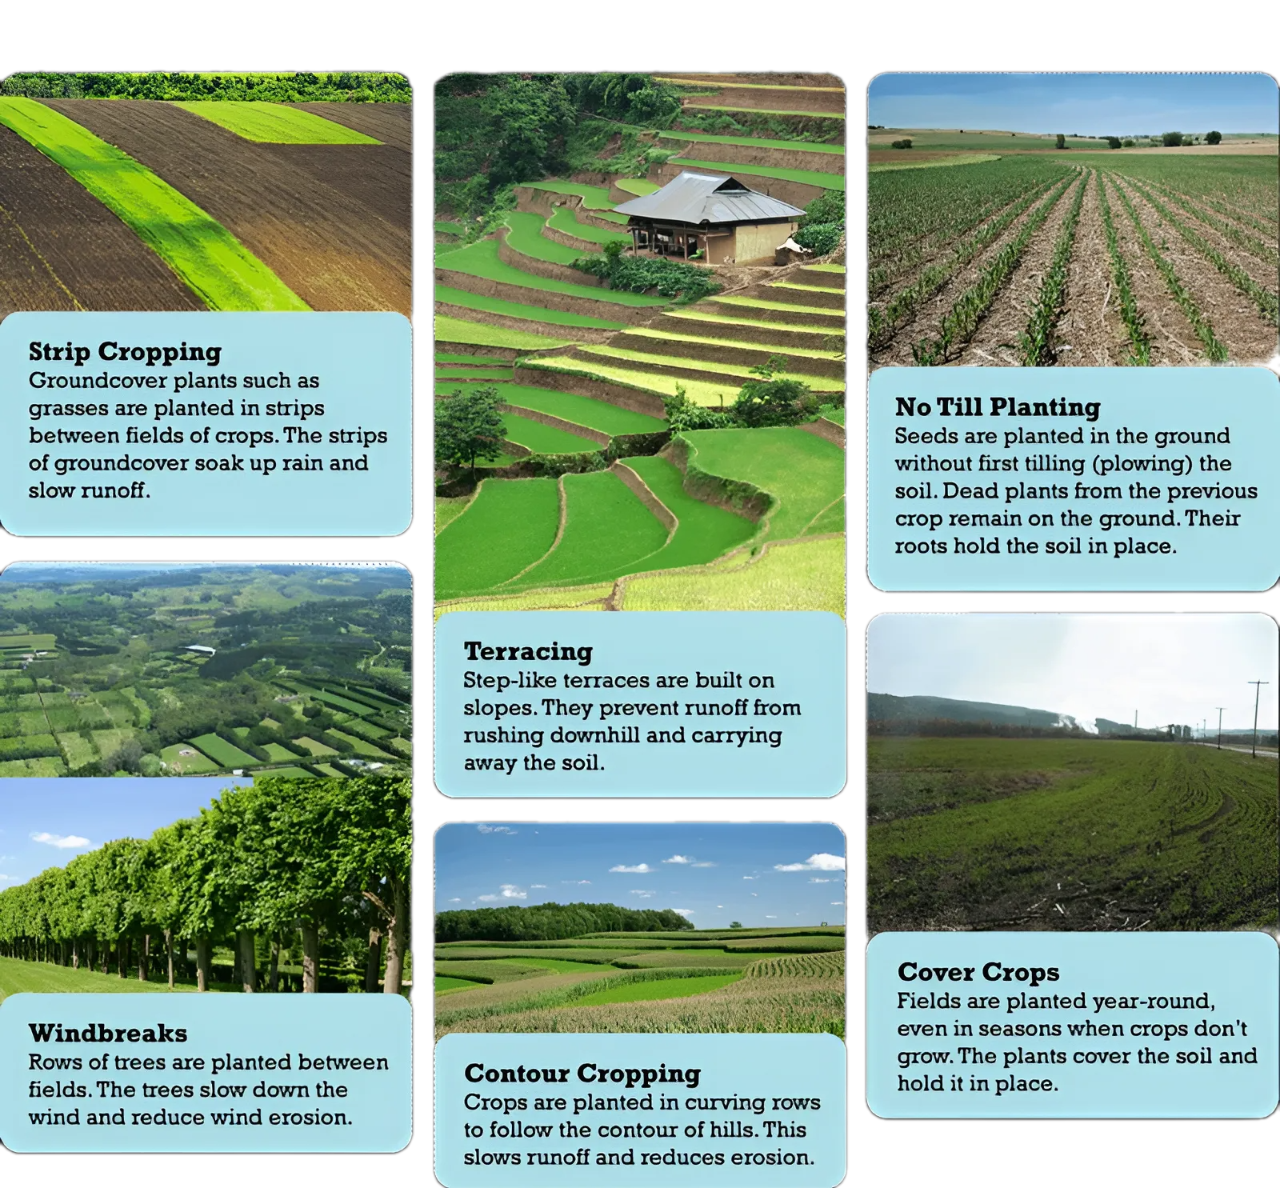 Strip Cropping
Groundcover plants such as
grasses are planted in strips
between fields of crops. The strips
of groundcover soak up rain and
slow runoff.
Windbreaks
Rows of trees are planted between
fields. The trees slow down the
wind and reduce wind erosion.
Terracing
Step-like terraces are built on
slopes. They prevent runoff from
rushing downhill and carrying
away the soil.
Contour Cropping
Crops are planted in curving rows
to follow the contour of hills. This
slows runoff and reduces erosion.
No Till Planting
Seeds are planted in the ground
without first tilling (plowing) the
soil. Dead plants from the previous
crop remain on the ground. Their
roots hold the soil in place.
Cover Crops
Fields are planted year-round,
even in seasons when crops don't
grow. The plants cover the soil and
hold it in place.